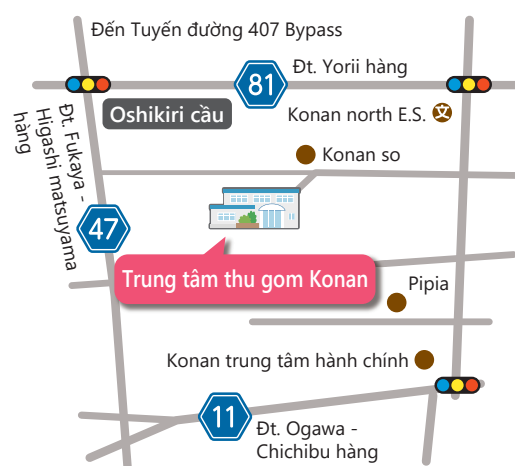 Đến Tuyến đường 407 Bypass
81
Đt. Yorii hàng
Oshikiri cầu
Konan north E.S.
文
Đt. Fukaya -
Higashi matsuyama
hàng
Konan so
47
Trung tâm thu gom Konan
Pipia
Konan trung tâm hành chính
11
Đt. Ogawa -
Chichibu hàng